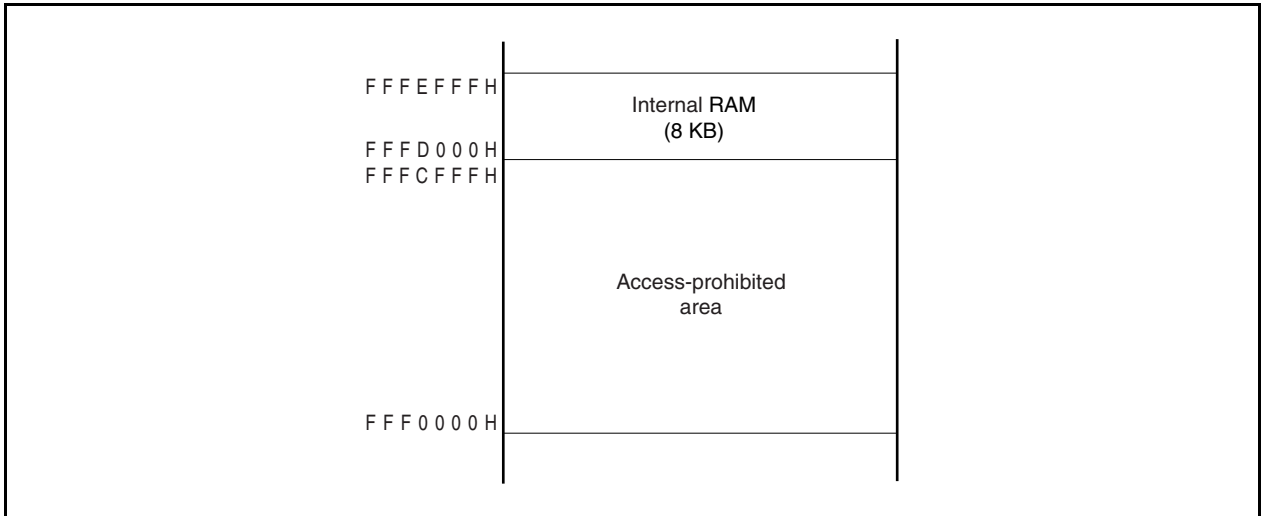 FFFEFFFH
Internal RAM
(8 KB)
FFFD000H
FFFCFFFH
Access-prohibited
area
FFF0000H